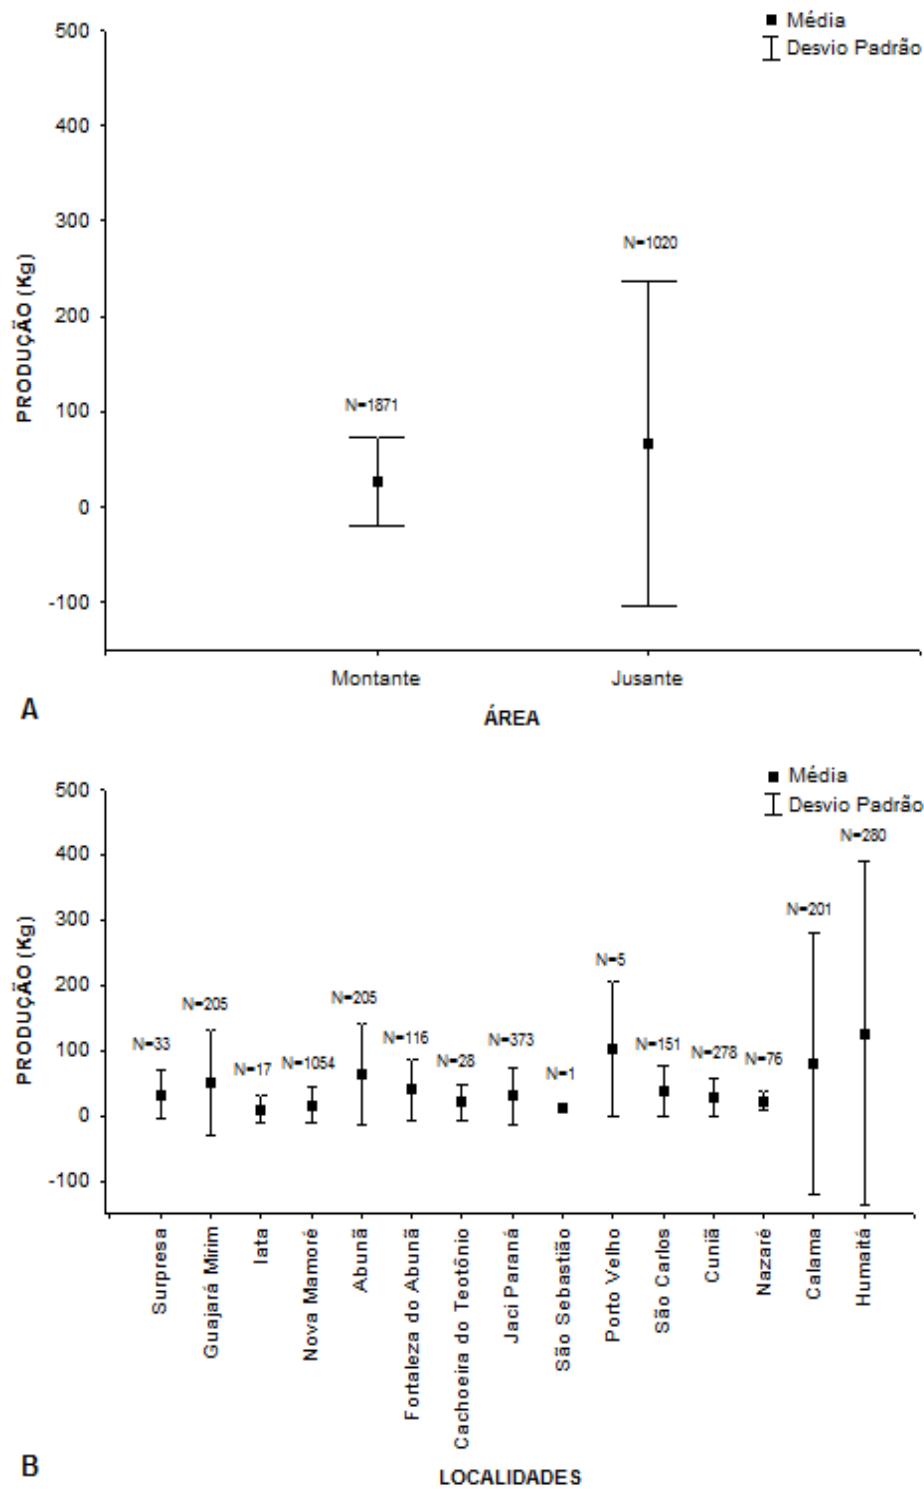 Média
Desvio Padrão
500
400
300
200
100
0
-100
PRODUÇÃO (Kg)
N=1871
N=1020
Montante
Jusante
A
ÁREA
Média
Desvio Padrão
500
400
300
200
100
0
-100
PRODUÇÃO (Kg)
N=33
N=205
N=17
N=1054
N=205
N=116
N=28
N=373
N=1
N=5
N=151
N=278
N=76
N=201
N=280
Surpresa
Guajará Mirim
Iata
Nova Mamoré
Abunã
Fortaleza do Abunã
Cachoeira do Teotônio
Jaci Paraná
São Sebastião
Porto Velho
São Carlos
Cuniã
Nazaré
Calama
Humaitá
B
LOCALIDADES